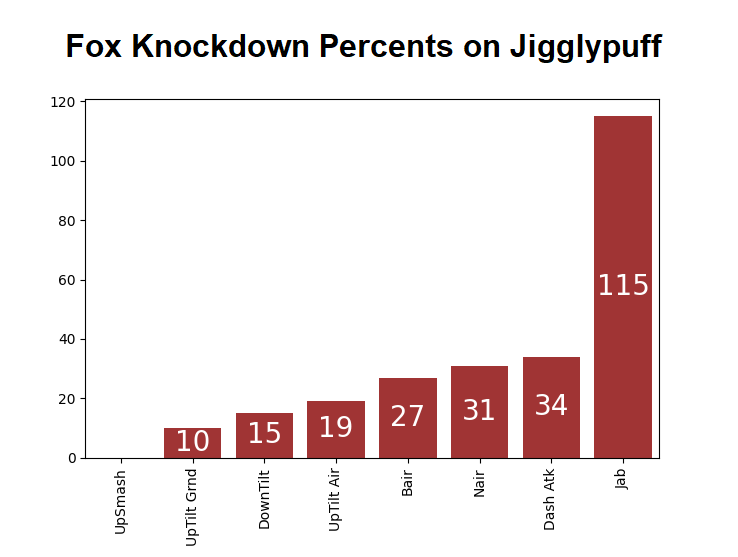 Fox Knockdown Percents on Jigglypuff
120
100
80
60
40
20
0
10
15
19
27
31
34
115
UpSmash
UpTilt Grnd
DownTilt
UpTilt Air
Bair
Nair
Dash Atk
Jab